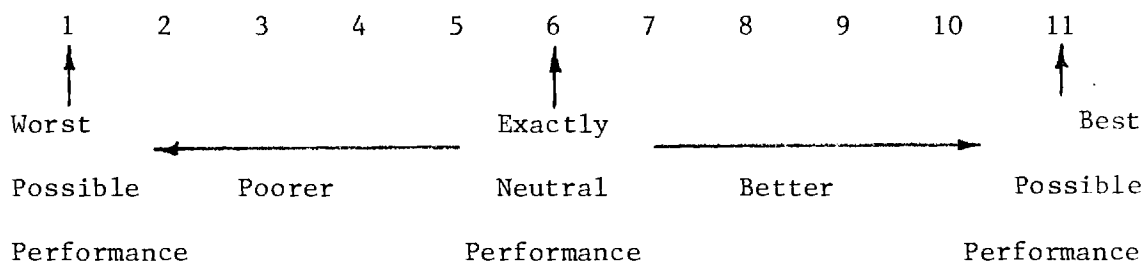 1 2 3 4 5 6 7 8 9 10 11
Worst Exactly Best
Possible Poorer Neutral Better Possible
Performance Performance Performance